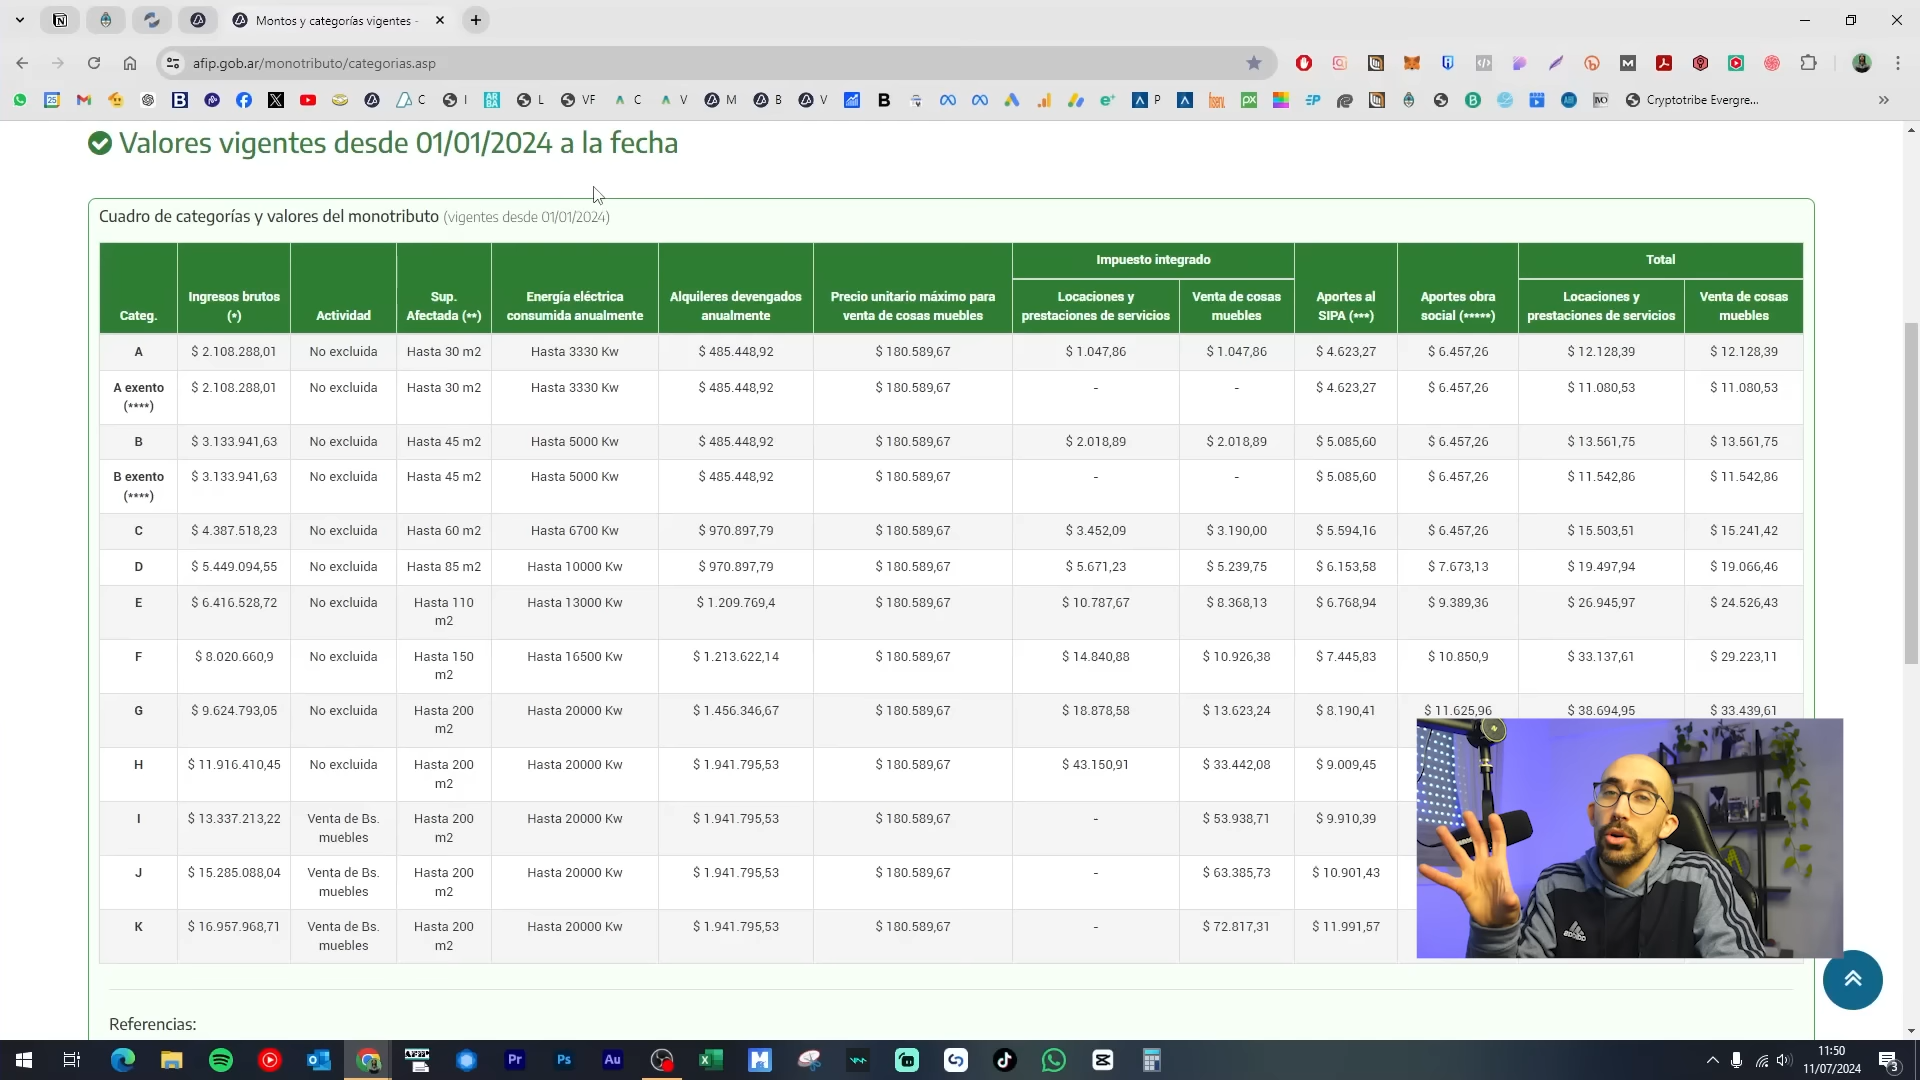 Montos y categorías vigentes -
afip.gob.ar/monotributo/categorias.asp
C I L VF C V M B V P Cryptotribe Evergre...
Valores vigentes desde 01/01/2024 a la fecha
Cuadro de categorías y valores del monotributo (vigentes desde 01/01/2024)
Impuesto integrado Total
Categ. Ingresos brutos (*) Actividad Sup. Afectada (**) Energía eléctrica consumida anualmente Alquileres devengados anualmente Precio unitario máximo para venta de cosas muebles Locaciones y prestaciones de servicios Venta de cosas muebles Aportes al SIPA (***) Aportes obra social (*****) Locaciones y prestaciones de servicios Venta de cosas muebles
A $ 2.108.288,01 No excluida Hasta 30 m2 Hasta 3330 Kw $ 485.448,92 $ 180.589,67 $ 1.047,86 $ 1.047,86 $ 4.623,27 $ 6.457,26 $ 12.128,39 $ 12.128,39
A exento (****) $ 2.108.288,01 No excluida Hasta 30 m2 Hasta 3330 Kw $ 485.448,92 $ 180.589,67 - - $ 4.623,27 $ 6.457,26 $ 11.080,53 $ 11.080,53
B $ 3.133.941,63 No excluida Hasta 45 m2 Hasta 5000 Kw $ 485.448,92 $ 180.589,67 $ 2.018,89 $ 2.018,89 $ 5.085,60 $ 6.457,26 $ 13.561,75 $ 13.561,75
B exento (****) $ 3.133.941,63 No excluida Hasta 45 m2 Hasta 5000 Kw $ 485.448,92 $ 180.589,67 - - $ 5.085,60 $ 6.457,26 $ 11.542,86 $ 11.542,86
C $ 4.387.518,23 No excluida Hasta 60 m2 Hasta 6700 Kw $ 970.897,79 $ 180.589,67 $ 3.452,09 $ 3.190,00 $ 5.594,16 $ 6.457,26 $ 15.503,51 $ 15.241,42
D $ 5.449.094,55 No excluida Hasta 85 m2 Hasta 10000 Kw $ 970.897,79 $ 180.589,67 $ 5.671,23 $ 5.239,75 $ 6.153,58 $ 7.673,13 $ 19.497,94 $ 19.066,46
E $ 6.416.528,72 No excluida Hasta 110 m2 Hasta 13000 Kw $ 1.209.769,4 $ 180.589,67 $ 10.787,67 $ 8.368,13 $ 6.768,94 $ 9.389,36 $ 26.945,97 $ 24.526,43
F $ 8.020.660,9 No excluida Hasta 150 m2 Hasta 16500 Kw $ 1.213.622,14 $ 180.589,67 $ 14.840,88 $ 10.926,38 $ 7.445,83 $ 10.850,9 $ 33.137,61 $ 29.223,11
G $ 9.624.793,05 No excluida Hasta 200 m2 Hasta 20000 Kw $ 1.456.346,67 $ 180.589,67 $ 18.878,58 $ 13.623,24 $ 8.190,41 $ 11.625,96 $ 38.694,95 $ 33.439,61
H $ 11.916.410,45 No excluida Hasta 200 m2 Hasta 20000 Kw $ 1.941.795,53 $ 180.589,67 $ 43.150,91 $ 33.442,08 $ 9.009,45
I $ 13.337.213,22 Venta de Bs. muebles Hasta 200 m2 Hasta 20000 Kw $ 1.941.795,53 $ 180.589,67 - $ 53.938,71 $ 9.910,39
J $ 15.285.088,04 Venta de Bs. muebles Hasta 200 m2 Hasta 20000 Kw $ 1.941.795,53 $ 180.589,67 - $ 63.385,73 $ 10.901,43
K $ 16.957.968,71 Venta de Bs. muebles Hasta 200 m2 Hasta 20000 Kw $ 1.941.795,53 $ 180.589,67 - $ 72.817,31 $ 11.991,57
Referencias:
11:50
11/07/2024